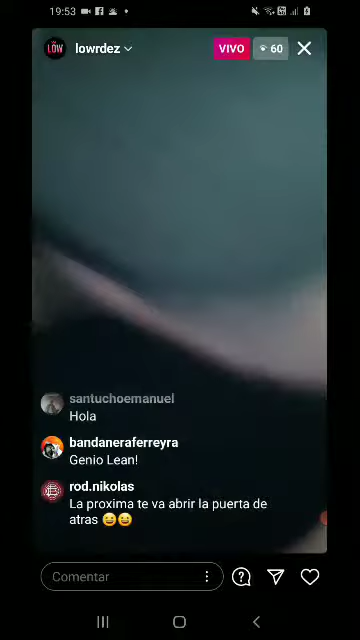 19:53
LOW lowrdez VIVO 60
santuchoemanuel
Hola
bandaneraferreyra
Genio Lean!
rod.nikolas
La proxima te va abrir la puerta de
atras 😀😀
Comentar